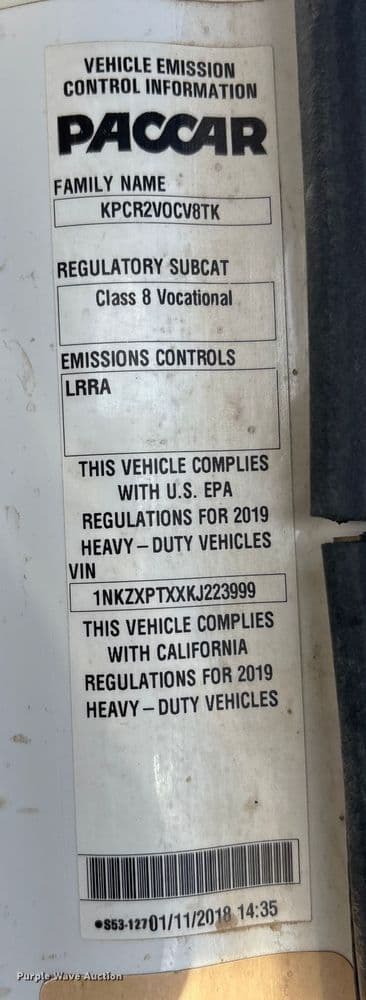 VEHICLE EMISSION
CONTROL INFORMATION
PACCAR
FAMILY NAME
KPCR2VOCV8TK
REGULATORY SUBCAT
Class 8 Vocational
EMISSIONS CONTROLS
LRRA
THIS VEHICLE COMPLIES
WITH U.S. EPA
REGULATIONS FOR 2019
HEAVY – DUTY VEHICLES
VIN
1NKZXPTXXKJ223999
THIS VEHICLE COMPLIES
WITH CALIFORNIA
REGULATIONS FOR 2019
HEAVY – DUTY VEHICLES
•S53-127 01/11/2018 14:35
Purple Wave Auction